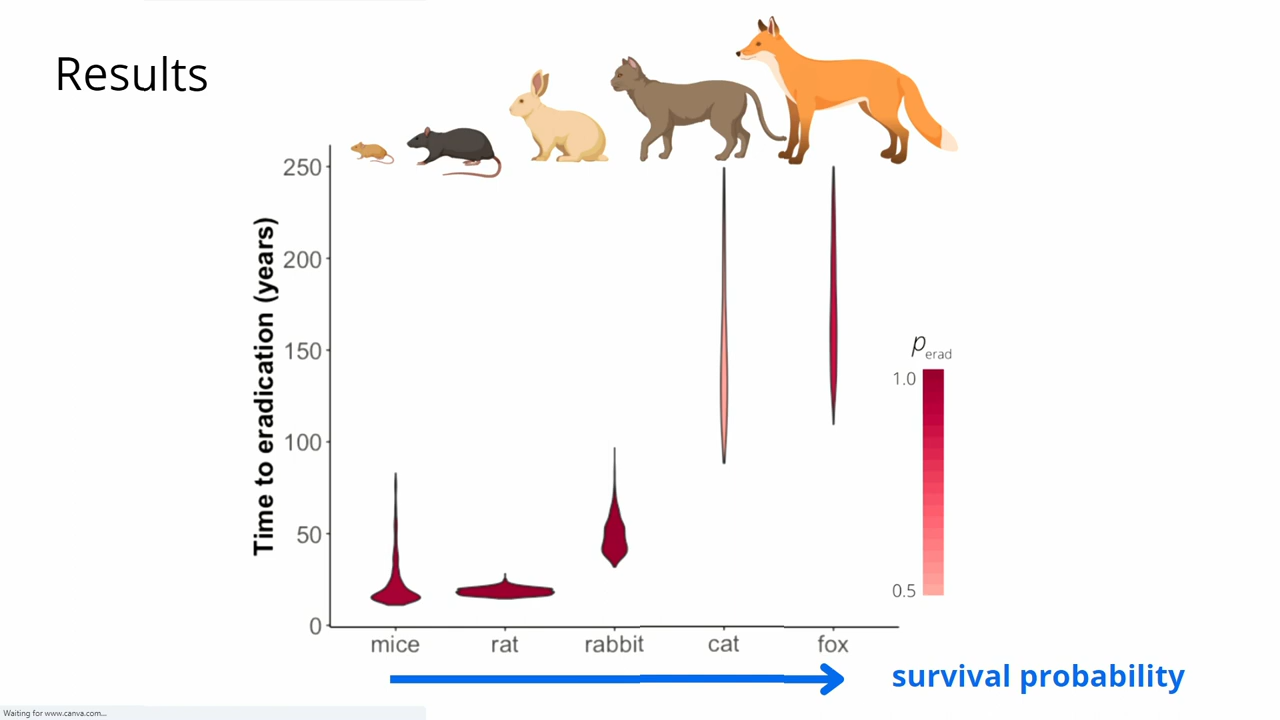 Results
Time to eradication (years)
250
200
150
100
50
0
mice rat rabbit cat fox
p erad
1.0
0.5
survival probability
Waiting for www.canva.com...